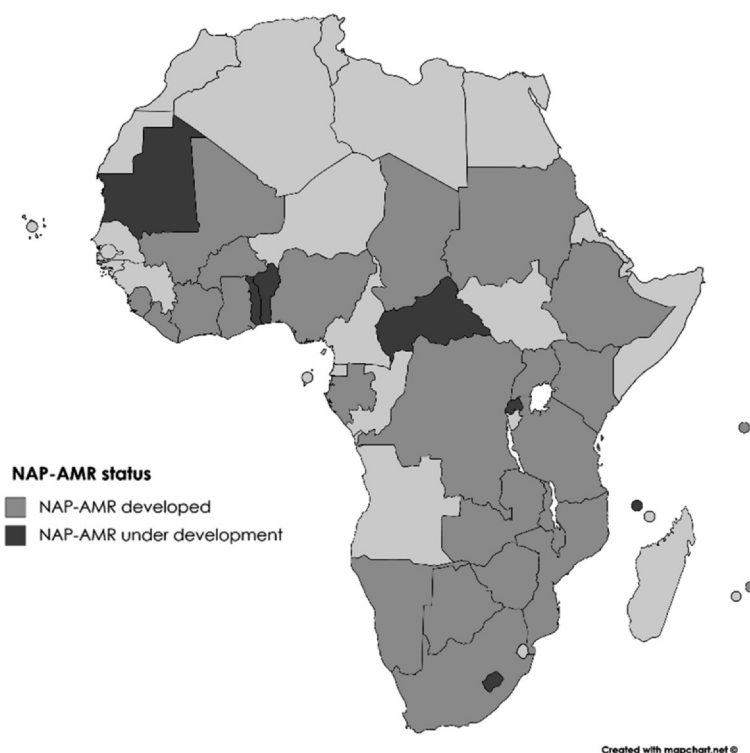 NAP-AMR status
NAP-AMR developed
NAP-AMR under development
Created with mapchart.net ©